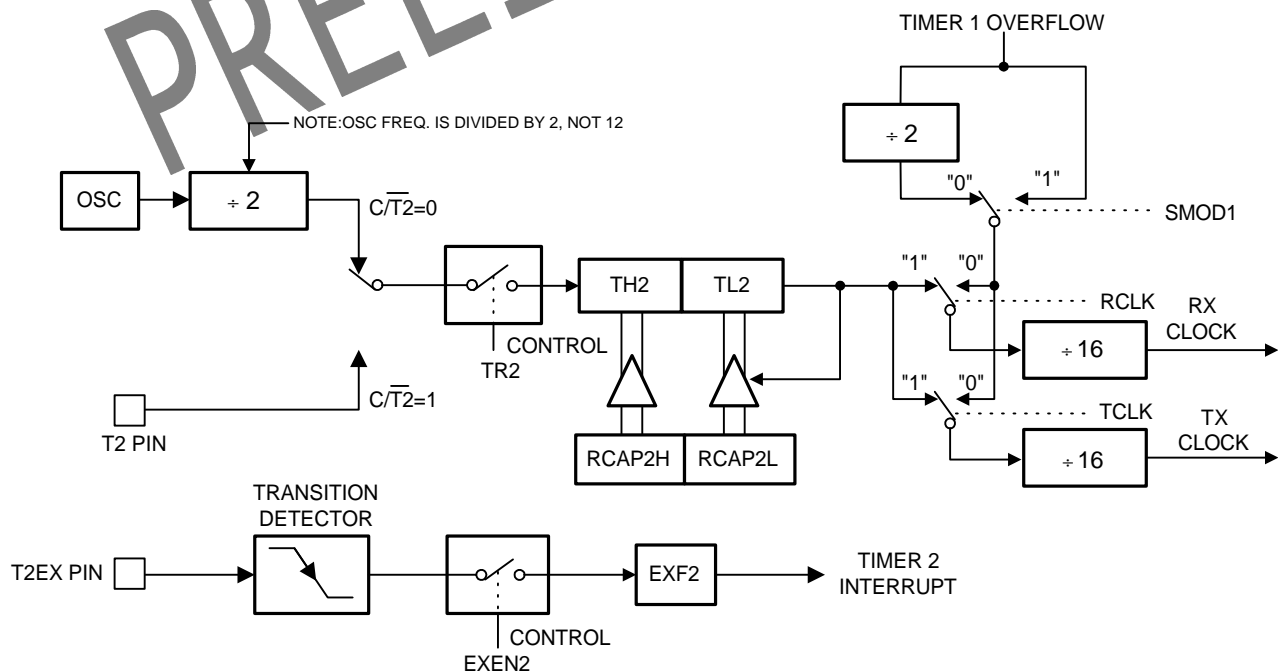 PREL
TIMER 1 OVERFLOW
NOTE:OSC FREQ. IS DIVIDED BY 2, NOT 12
÷ 2
OSC
÷ 2
C/T2=0
"0"
"1"
SMOD1
TH2
TL2
"1"
"0"
RCLK
RX
CLOCK
÷ 16
CONTROL
TR2
C/T2=1
T2 PIN
RCAP2H
RCAP2L
"1"
"0"
TCLK
TX
CLOCK
÷ 16
TRANSITION
DETECTOR
T2EX PIN
EXF2
TIMER 2
INTERRUPT
CONTROL
EXEN2